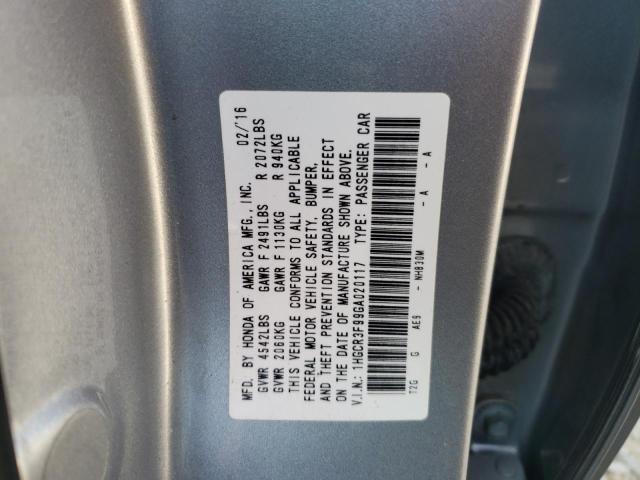 MFD. BY HONDA OF AMERICA MFG., INC. 02/'16
GVWR 4542LBS GAWR F 2491LBS R 2072LBS
GVWR 2060KG GAWR F 1130KG R 940KG
THIS VEHICLE CONFORMS TO ALL APPLICABLE
FEDERAL MOTOR VEHICLE SAFETY, BUMPER,
AND THEFT PREVENTION STANDARDS IN EFFECT
ON THE DATE OF MANUFACTURE SHOWN ABOVE.
V.I.N.: 1HGCR3F99GA020117 TYPE: PASSENGER CAR
T2G G AE9 - NH830M - A - A